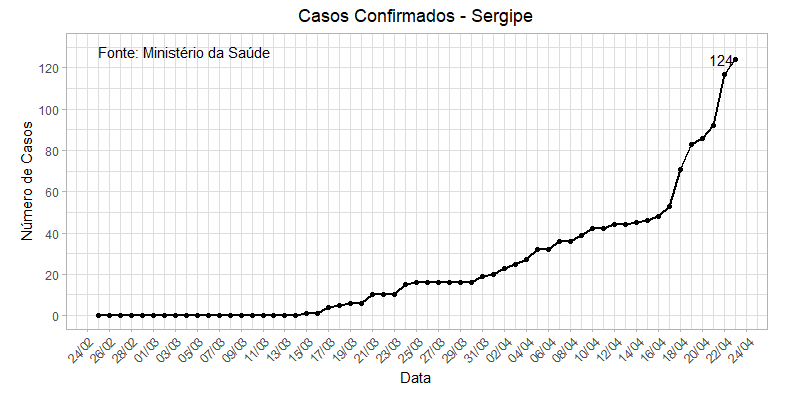 Casos Confirmados - Sergipe
Fonte: Ministério da Saúde
124
Número de Casos
120
100
80
60
40
20
0
24/02 26/02 28/02 01/03 03/03 05/03 07/03 09/03 11/03 13/03 15/03 17/03 19/03 21/03 23/03 25/03 27/03 29/03 31/03 02/04 04/04 06/04 08/04 10/04 12/04 14/04 16/04 18/04 20/04 22/04 24/04
Data